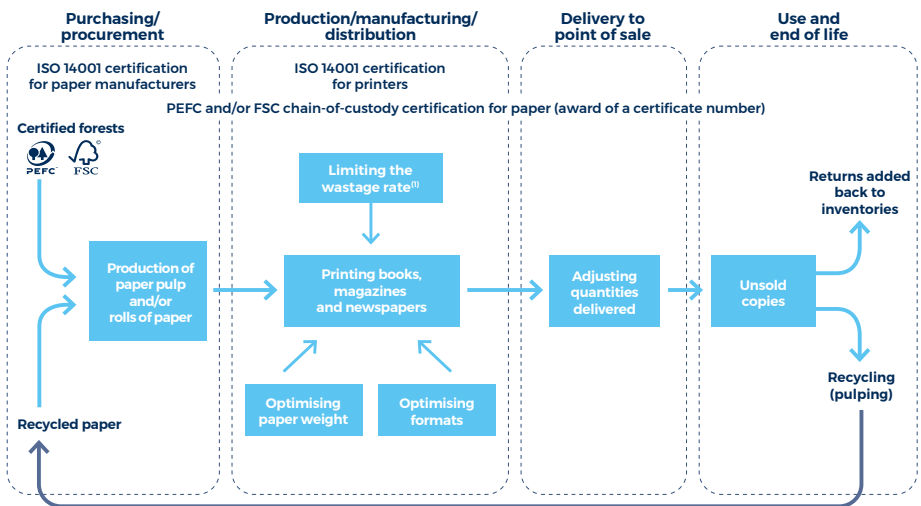 Purchasing/
procurement
Production/manufacturing/
distribution
Delivery to
point of sale
Use and
end of life
ISO 14001 certification
for paper manufacturers
ISO 14001 certification
for printers
PEFC and/or FSC chain-of-custody certification for paper (award of a certificate number)
Certified forests
PEFC
FSC
Limiting the
wastage rate(1)
Returns added
back to
inventories
Production of
paper pulp
and/or
rolls of paper
Printing books,
magazines
and newspapers
Adjusting
quantities
delivered
Unsold
copies
Optimising
paper weight
Optimising
formats
Recycling
(pulping)
Recycled paper